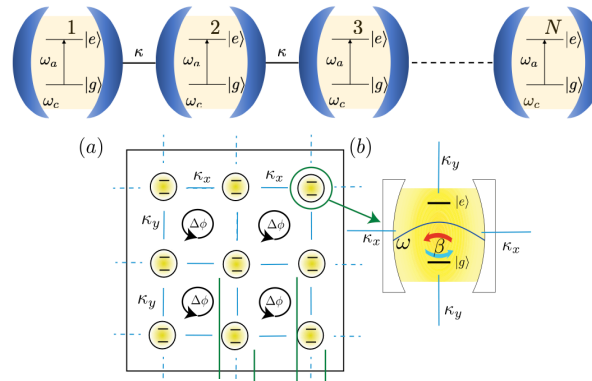 1 2 3 N
|e⟩ κ |e⟩ κ |e⟩ |e⟩
ω_a ω_a ω_a ω_a
|g⟩ |g⟩ |g⟩ |g⟩
ω_c ω_c ω_c ω_c
(a) (b)
κ_x κ_x κ_y
κ_y Δϕ Δϕ |e⟩
κ_x ω β κ_x
|g⟩
κ_y Δϕ Δϕ κ_y